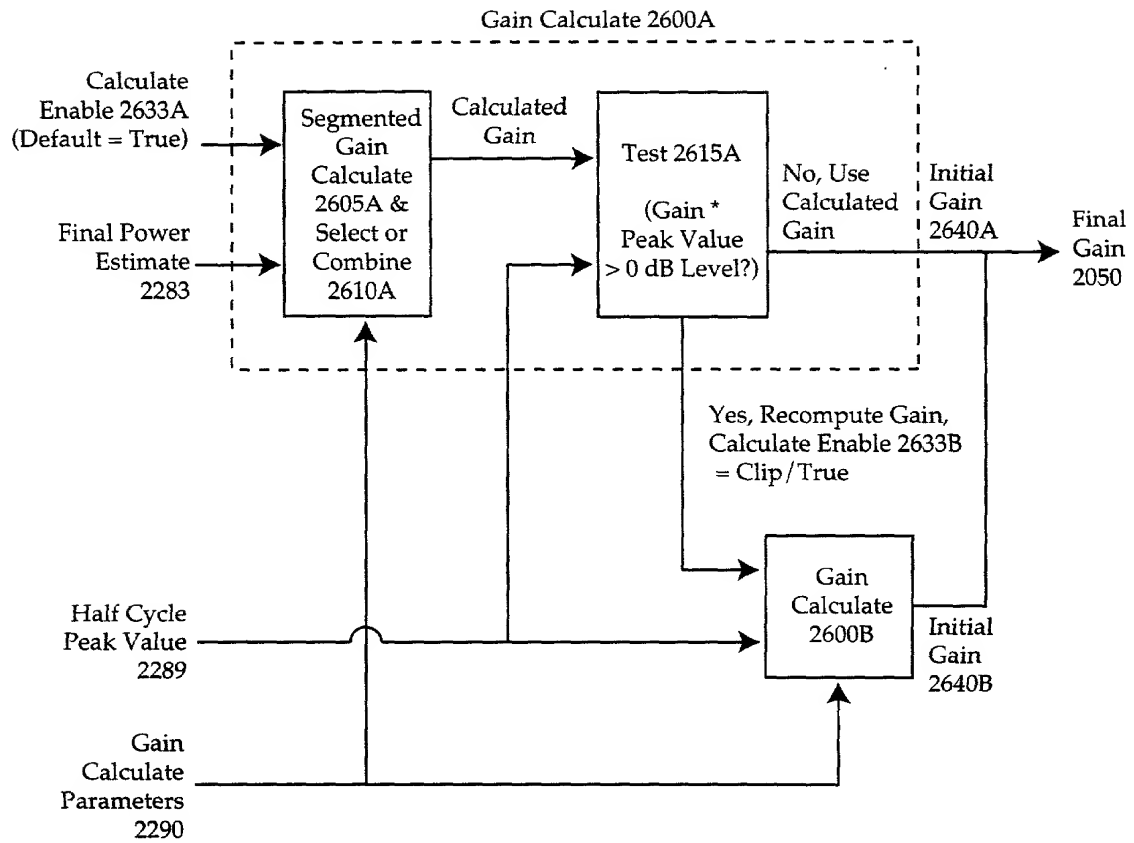 Gain Calculate 2600A
Calculate
Enable 2633A
(Default = True)
Final Power
Estimate
2283
Segmented
Gain
Calculate
2605A &
Select or
Combine
2610A
Calculated
Gain
Test 2615A
(Gain *
Peak Value
> 0 dB Level?)
No, Use
Calculated
Gain
Initial
Gain
2640A
Final
Gain
2050
Yes, Recompute Gain,
Calculate Enable 2633B
= Clip/True
Half Cycle
Peak Value
2289
Gain
Calculate
2600B
Initial
Gain
2640B
Gain
Calculate
Parameters
2290